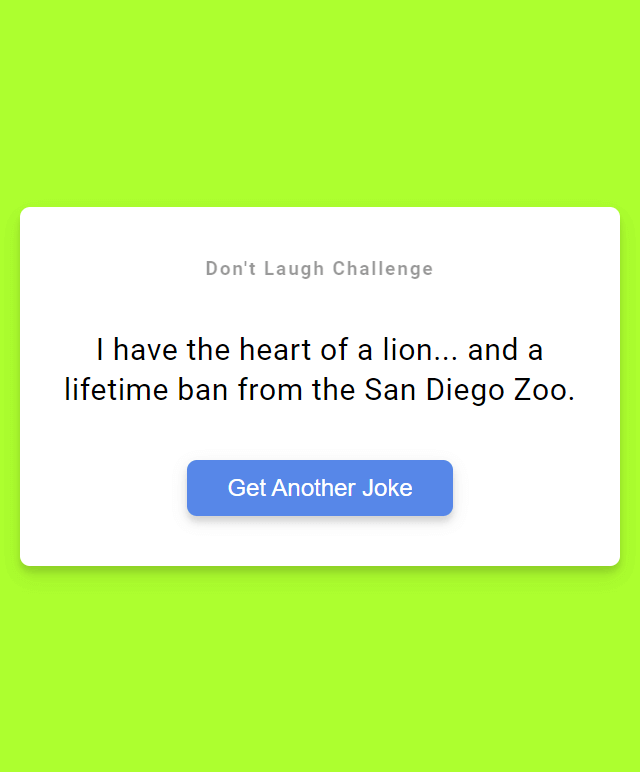 Don't Laugh Challenge
I have the heart of a lion... and a
lifetime ban from the San Diego Zoo.
Get Another Joke